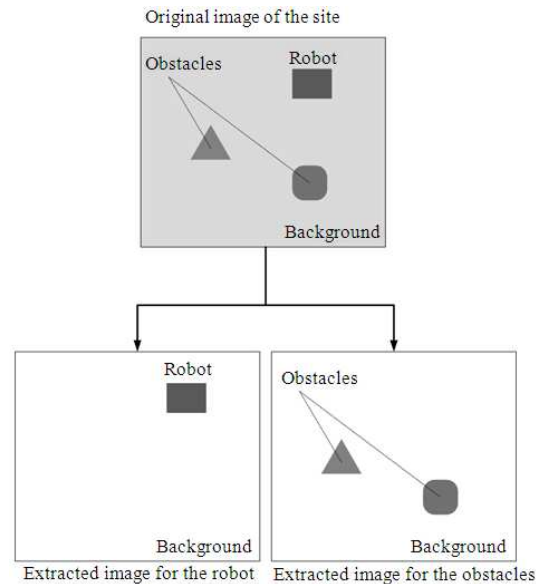 Original image of the site
Robot
Obstacles
Background
Robot
Background
Extracted image for the robot
Obstacles
Background
Extracted image for the obstacles